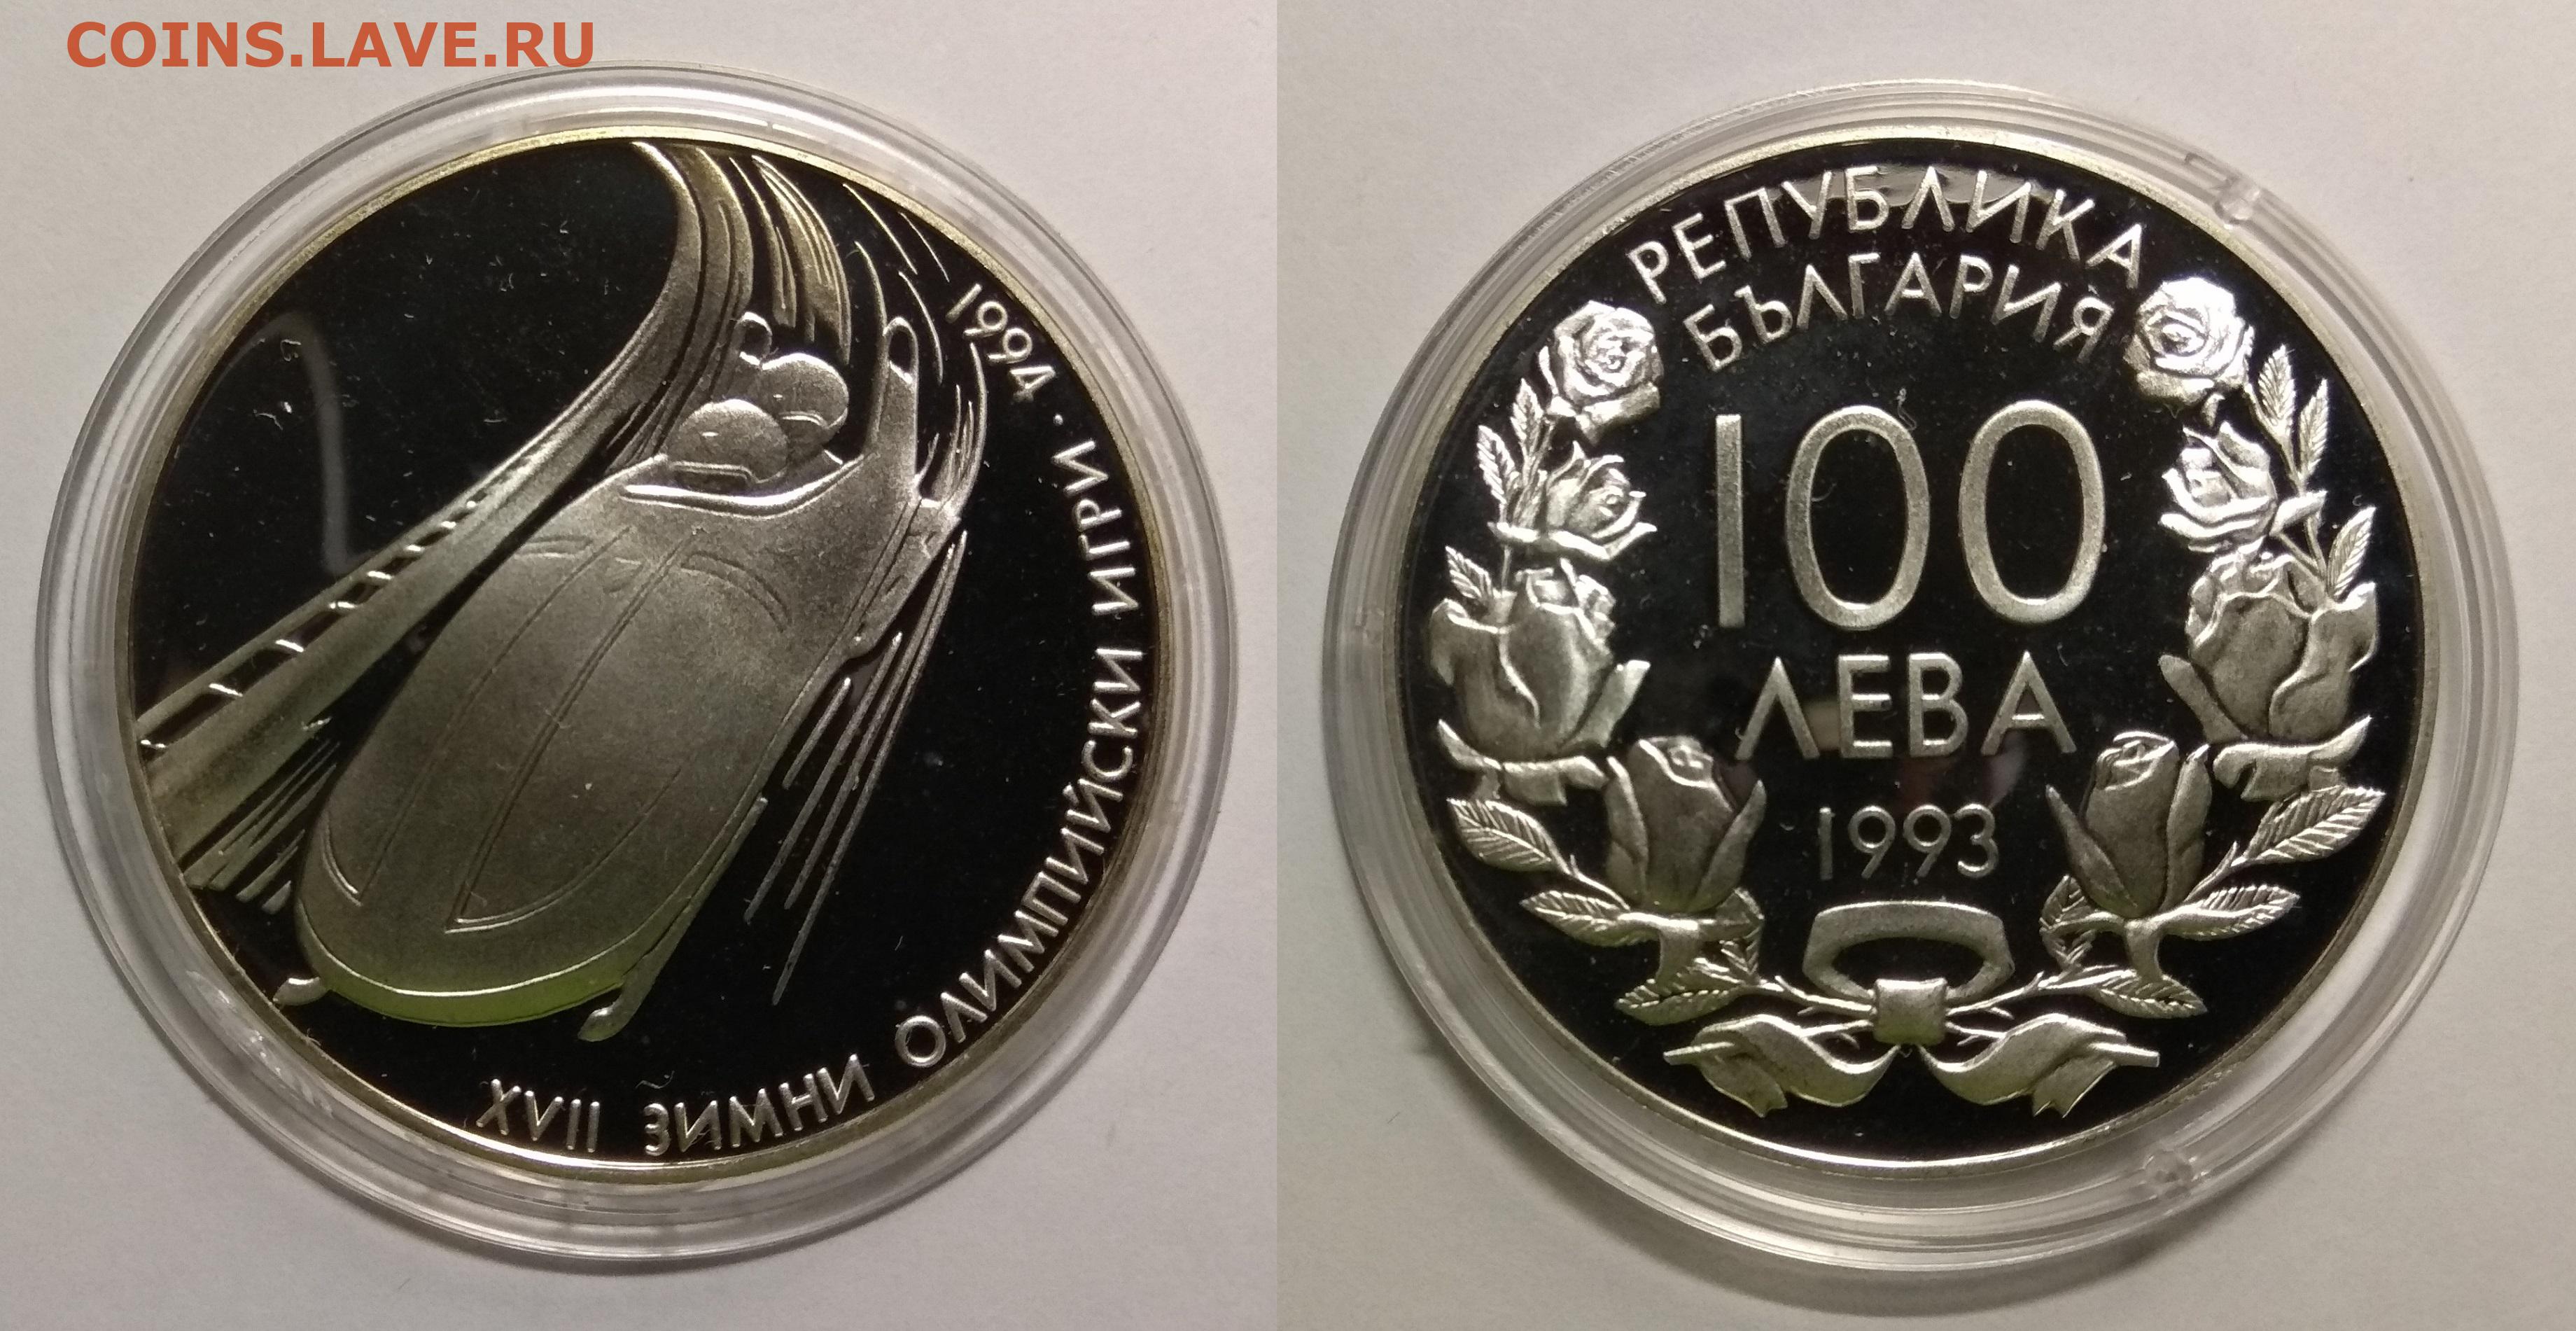 COINS.LAVE.RU
XVII ЗИМНИ ОЛИМПИЙСКИ ИГРИ · 1994
РЕПУБЛИКА
БЪЛГАРИЯ
100
ЛЕВА
1993